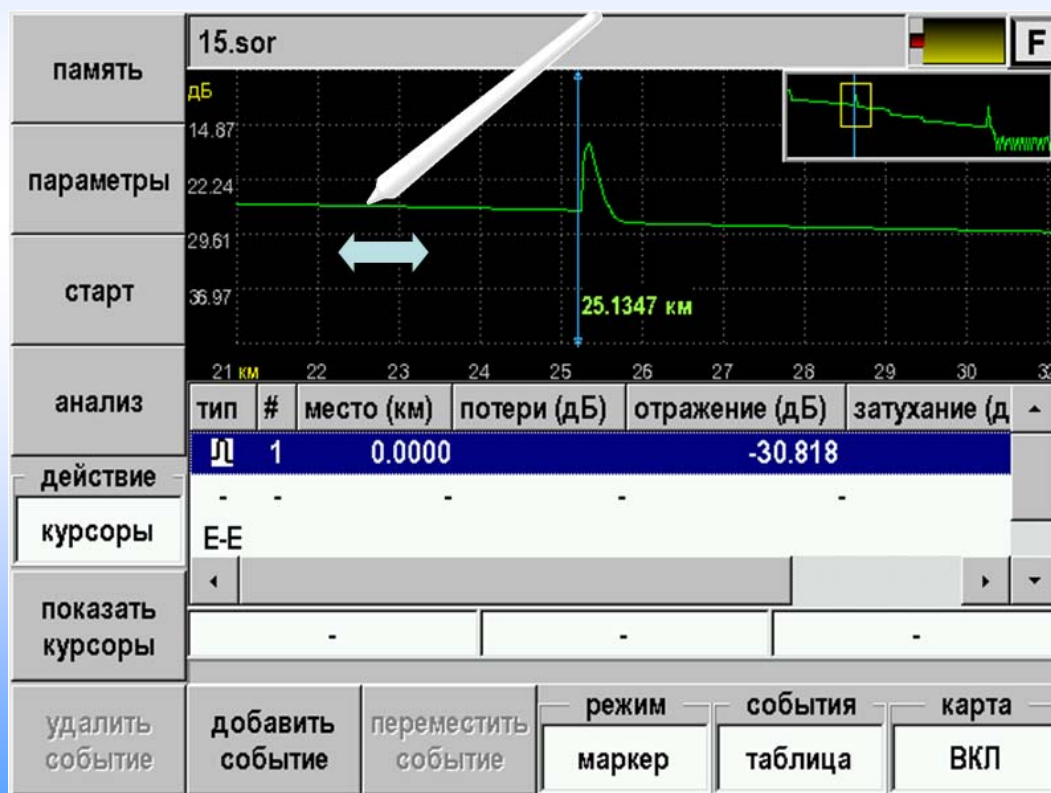 память
15.sor
F
дБ
14.87
22.24
29.61
36.97
25.1347 км
21 км 22 23 24 25 26 27 28 29 30
параметры
старт
анализ
действие
курсоры
показать
курсоры
тип # место (км) потери (дБ) отражение (дБ) затухание (д
1 0.0000 -30.818
- - - - -
E-E
- - -
удалить
событие
добавить
событие
переместить
событие
режим
маркер
события
таблица
карта
ВКЛ